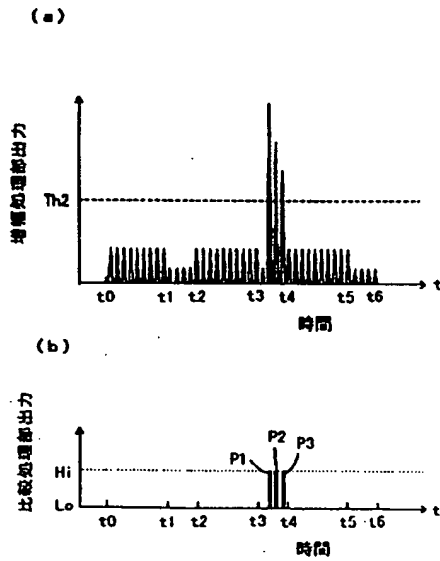 (a)
増幅処理部出力
Th2
t0 t1 t2 t3 t4 t5 t6 t
時間
(b)
比較処理部出力
P1 P2 P3
Hi
Lo
t0 t1 t2 t3 t4 t5 t6 t
時間